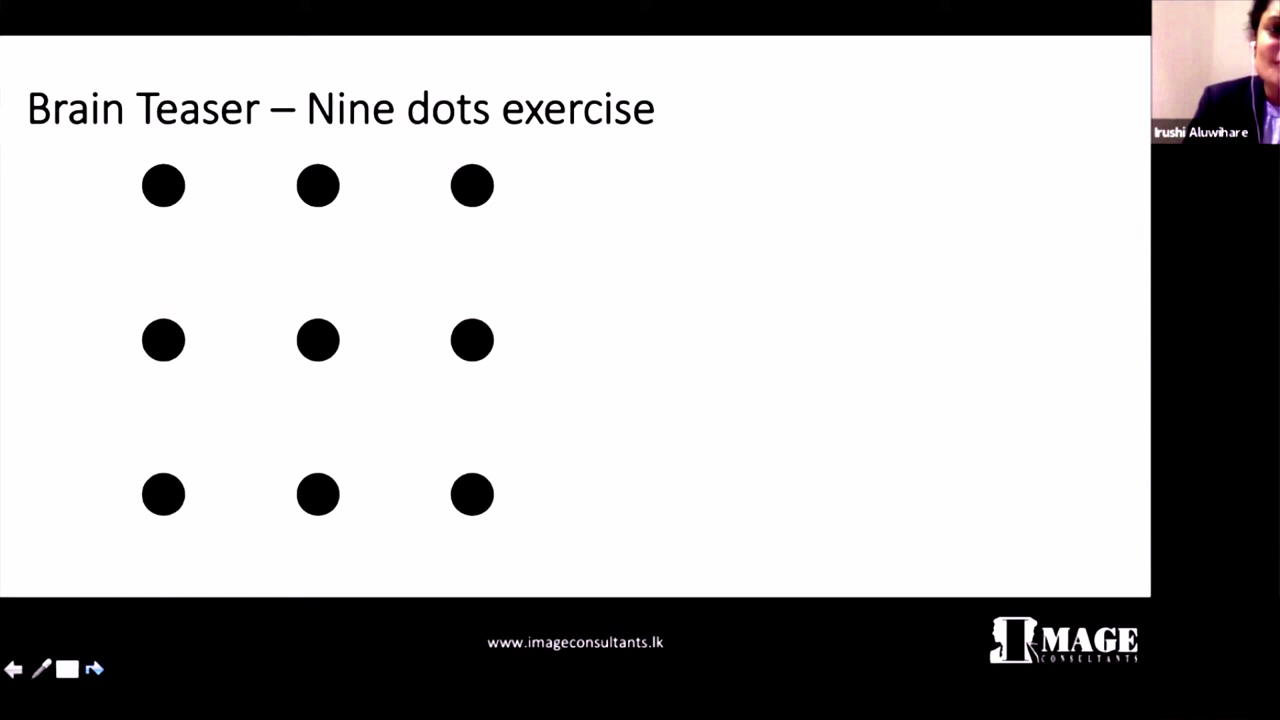 Brain Teaser – Nine dots exercise
Irushi Aluwihare
www.imageconsultants.lk
IMAGE
CONSULTANTS